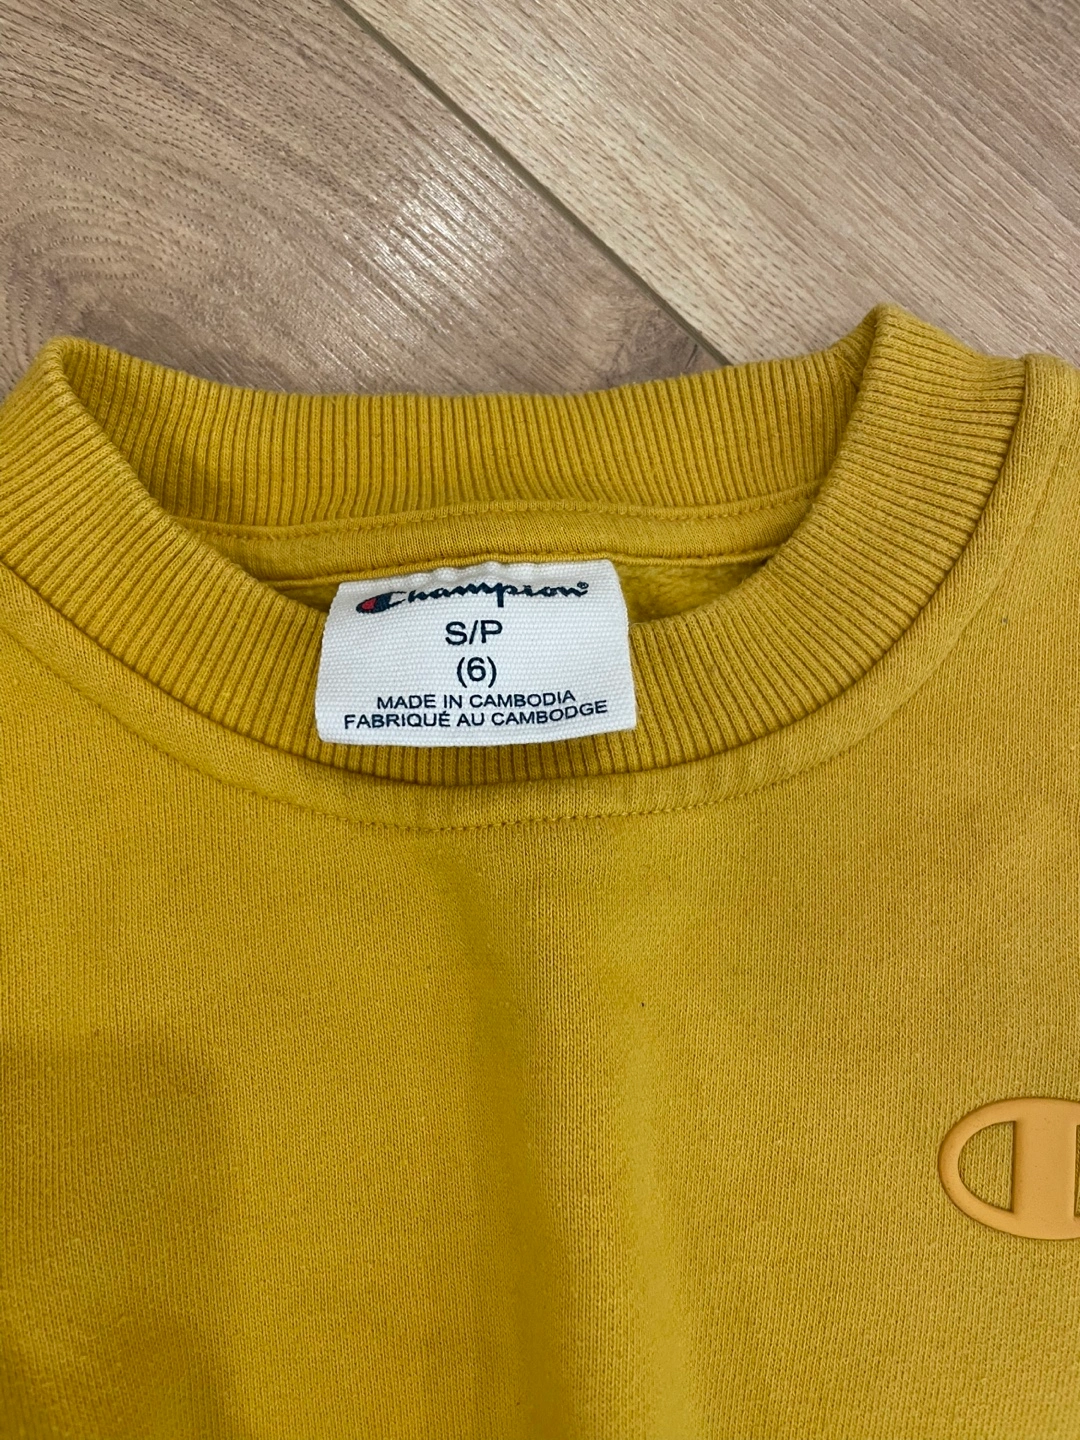 Champion®
S/P
(6)
MADE IN CAMBODIA
FABRIQUÉ AU CAMBODGE